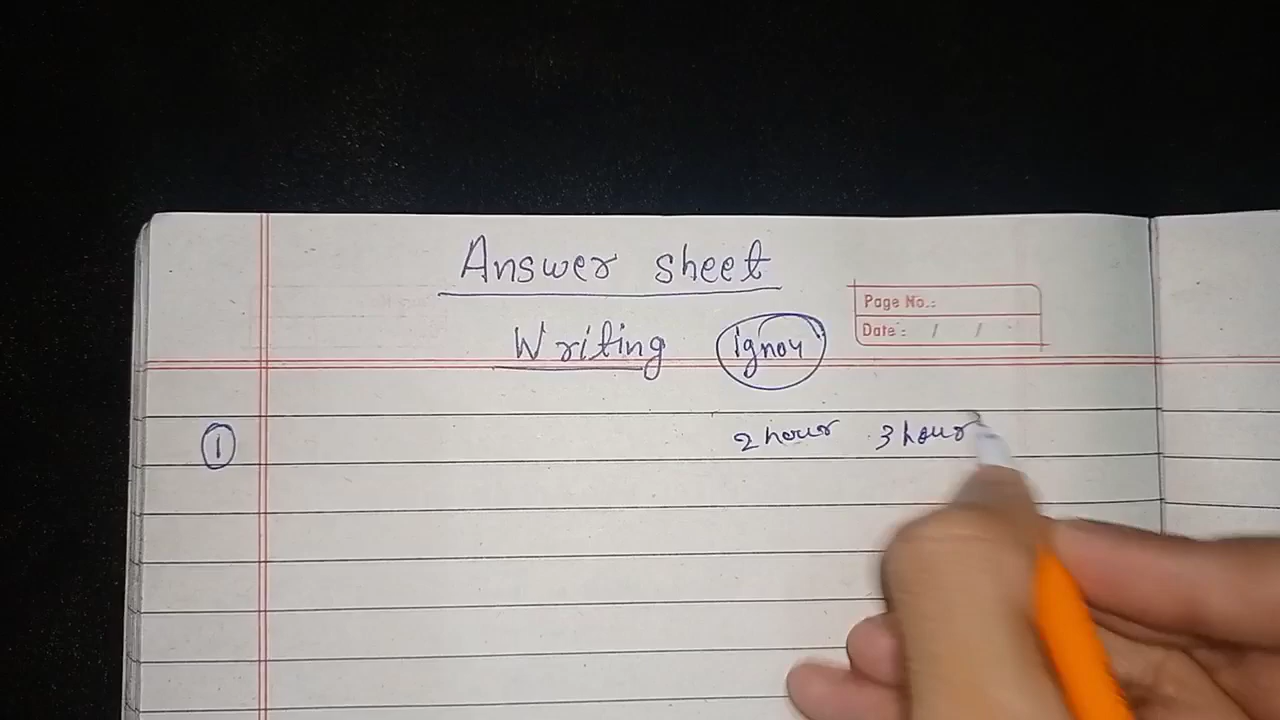 Answer sheet
Page No.:
Date: / /
Writing Ignou
1 2 hour 3 hour